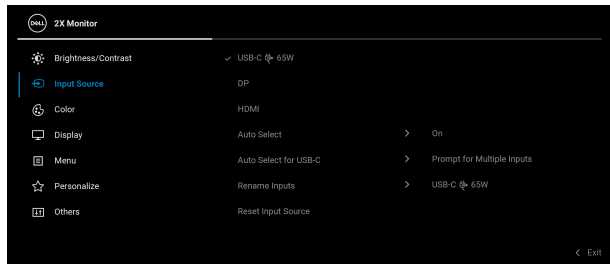 DELL 2X Monitor
Brightness/Contrast
✓ USB-C 65W
Input Source
DP
Color
HDMI
Display
Auto Select > On
Menu
Auto Select for USB-C > Prompt for Multiple Inputs
Personalize
Rename Inputs > USB-C 65W
Others
Reset Input Source
< Exit